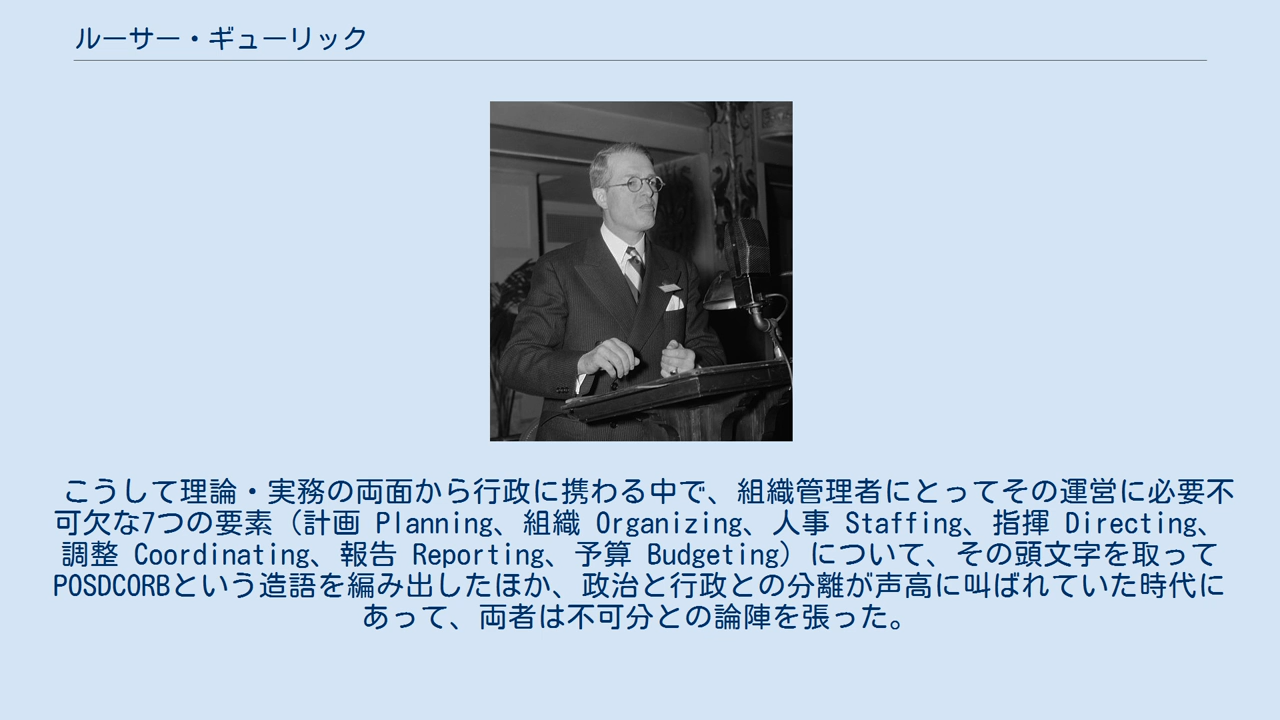 ルーサー・ギューリック
こうして理論・実務の両面から行政に携わる中で、組織管理者にとってその運営に必要不
可欠な7つの要素（計画 Planning、組織 Organizing、人事 Staffing、指揮 Directing、
調整 Coordinating、報告 Reporting、予算 Budgeting）について、その頭文字を取って
POSDCORBという造語を編み出したほか、政治と行政との分離が声高に叫ばれていた時代に
あって、両者は不可分との論陣を張った。